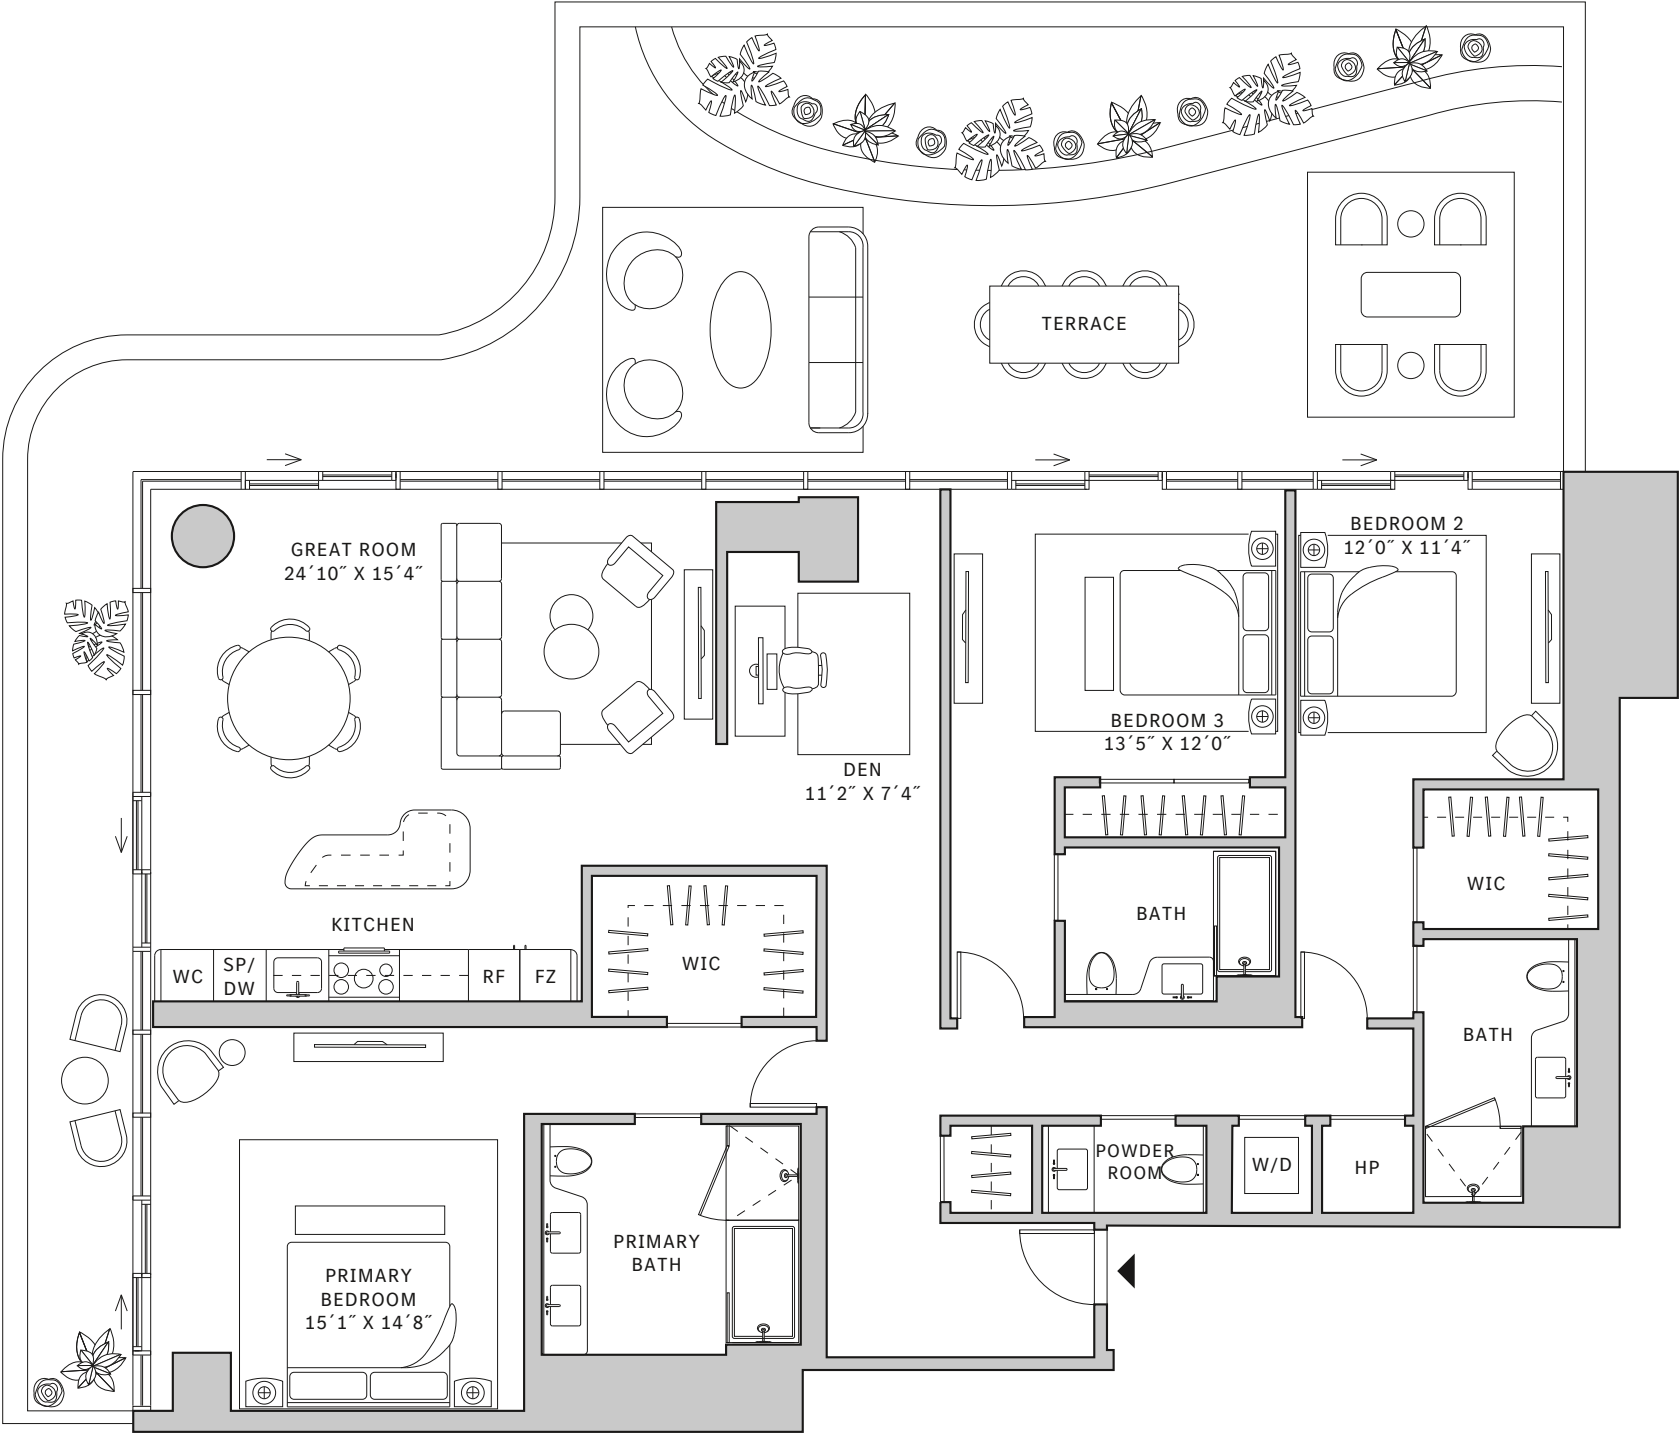 TERRACE
GREAT ROOM
24´10˝ X 15´4˝
BEDROOM 2
12´0˝ X 11´4˝
BEDROOM 3
13´5˝ X 12´0˝
DEN
11´2˝ X 7´4˝
KITCHEN
WC
SP/
DW
RF
FZ
WIC
BATH
WIC
BATH
POWDER
ROOM
W/D
HP
PRIMARY
BATH
PRIMARY
BEDROOM
15´1˝ X 14´8˝